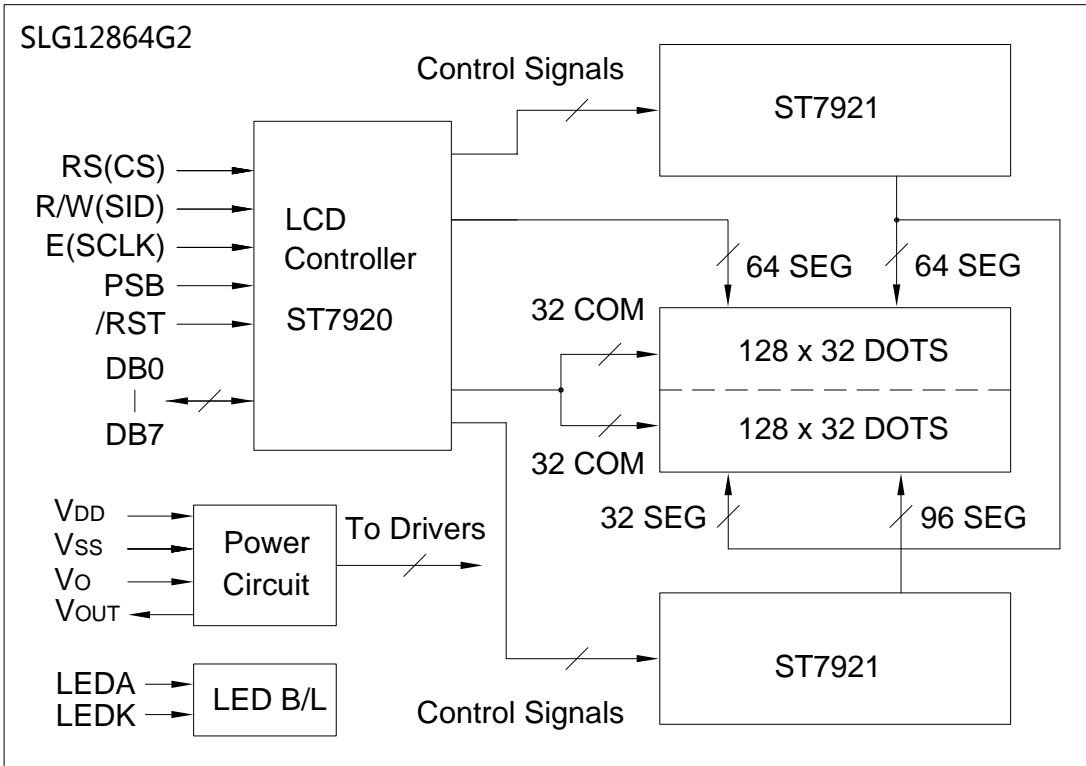 SLG12864G2
Control Signals
ST7921
RS(CS)
R/W(SID)
E(SCLK)
PSB
/RST
DB0
DB7
LCD
Controller
ST7920
64 SEG
64 SEG
32 COM
128 x 32 DOTS
128 x 32 DOTS
32 COM
32 SEG
96 SEG
VDD
VSS
VO
VOUT
Power
Circuit
To Drivers
ST7921
LEDA
LEDK
LED B/L
Control Signals